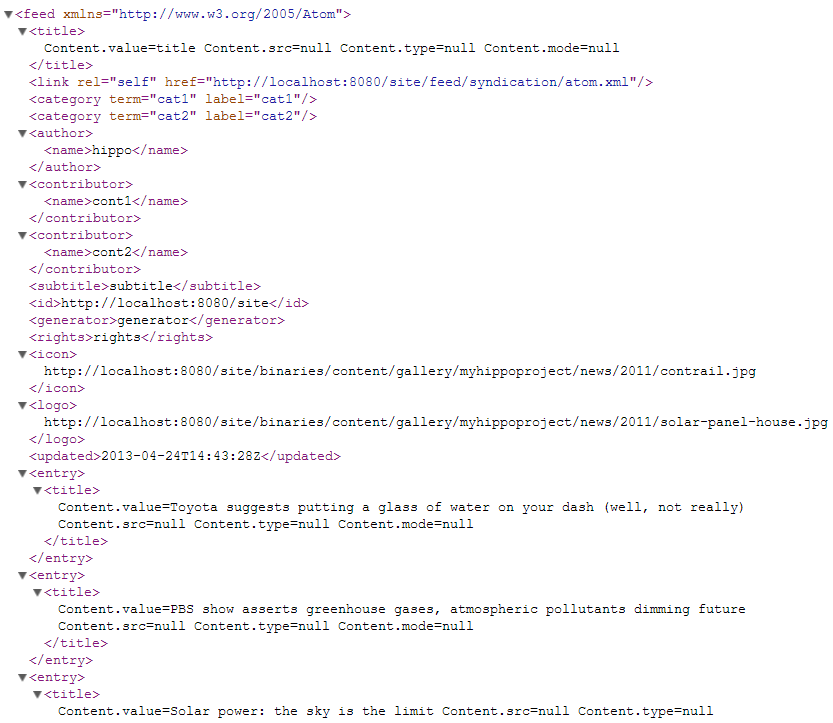 ▼<feed xmlns="http://www.w3.org/2005/Atom">
▼<title>
Content.value=title Content.src=null Content.type=null Content.mode=null
</title>
<link rel="self" href="http://localhost:8080/site/feed/syndication/atom.xml"/>
<category term="cat1" label="cat1"/>
<category term="cat2" label="cat2"/>
▼<author>
<name>hippo</name>
</author>
▼<contributor>
<name>cont1</name>
</contributor>
▼<contributor>
<name>cont2</name>
</contributor>
<subtitle>subtitle</subtitle>
<id>http://localhost:8080/site</id>
<generator>generator</generator>
<rights>rights</rights>
▼<icon>
http://localhost:8080/site/binaries/content/gallery/myhippoproject/news/2011/contrail.jpg
</icon>
▼<logo>
http://localhost:8080/site/binaries/content/gallery/myhippoproject/news/2011/solar-panel-house.jpg
</logo>
<updated>2013-04-24T14:43:28Z</updated>
▼<entry>
▼<title>
Content.value=Toyota suggests putting a glass of water on your dash (well, not really)
Content.src=null Content.type=null Content.mode=null
</title>
</entry>
▼<entry>
▼<title>
Content.value=PBS show asserts greenhouse gases, atmospheric pollutants dimming future
Content.src=null Content.type=null Content.mode=null
</title>
</entry>
▼<entry>
▼<title>
Content.value=Solar power: the sky is the limit Content.src=null Content.type=null